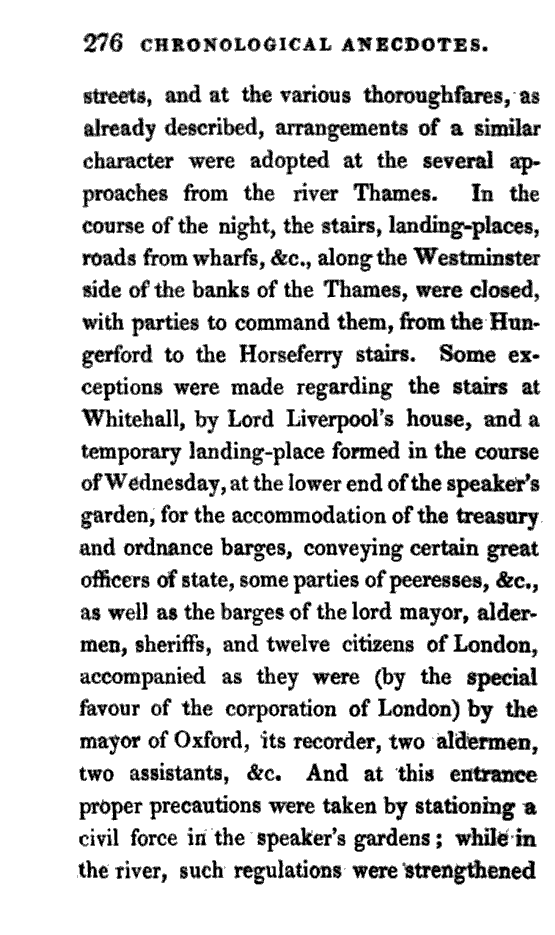 276 CHRONOLOGICAL ANECDOTES.
streets, and at the various thoroughfares, as
already described, arrangements of a similar
character were adopted at the several ap-
proaches from the river Thames. In the
course of the night, the stairs, landing-places,
roads from wharfs, &c., along the Westminster
side of the banks of the Thames, were closed,
with parties to command them, from the Hun-
gerford to the Horseferry stairs. Some ex-
ceptions were made regarding the stairs at
Whitehall, by Lord Liverpool's house, and a
temporary landing-place formed in the course
of Wednesday, at the lower end of the speaker's
garden, for the accommodation of the treasury
and ordnance barges, conveying certain great
officers of state, some parties of peeresses, &c.,
as well as the barges of the lord mayor, alder-
men, sheriffs, and twelve citizens of London,
accompanied as they were (by the special
favour of the corporation of London) by the
mayor of Oxford, its recorder, two aldermen,
two assistants, &c. And at this entrance
proper precautions were taken by stationing a
civil force in the speaker's gardens; while in
the river, such regulations were strengthened